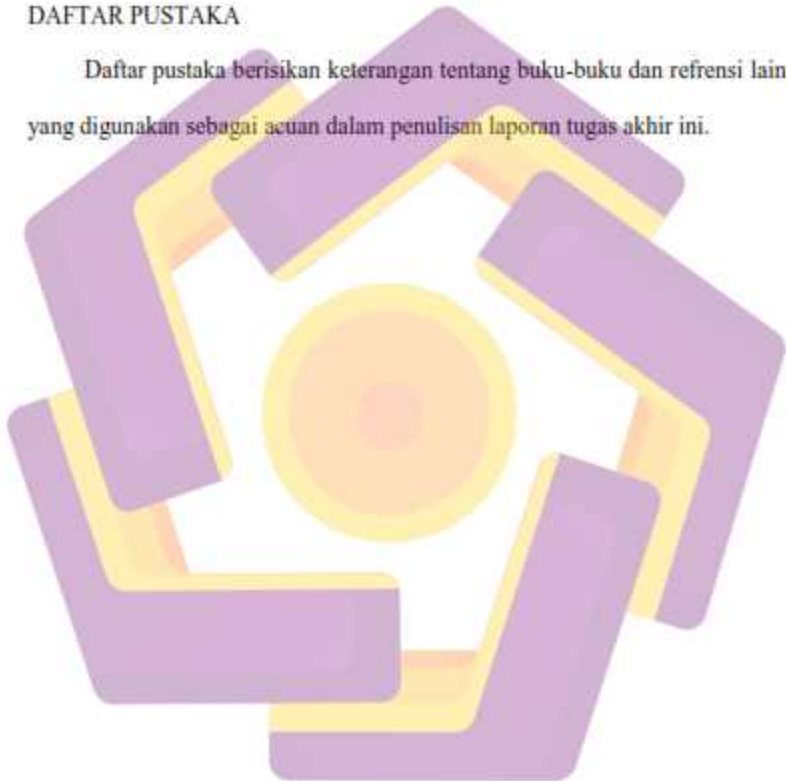 DAFTAR PUSTAKA
Daftar pustaka berisikan keterangan tentang buku-buku dan refrensi lain
yang digunakan sebagai acuan dalam penulisan laporan tugas akhir ini.